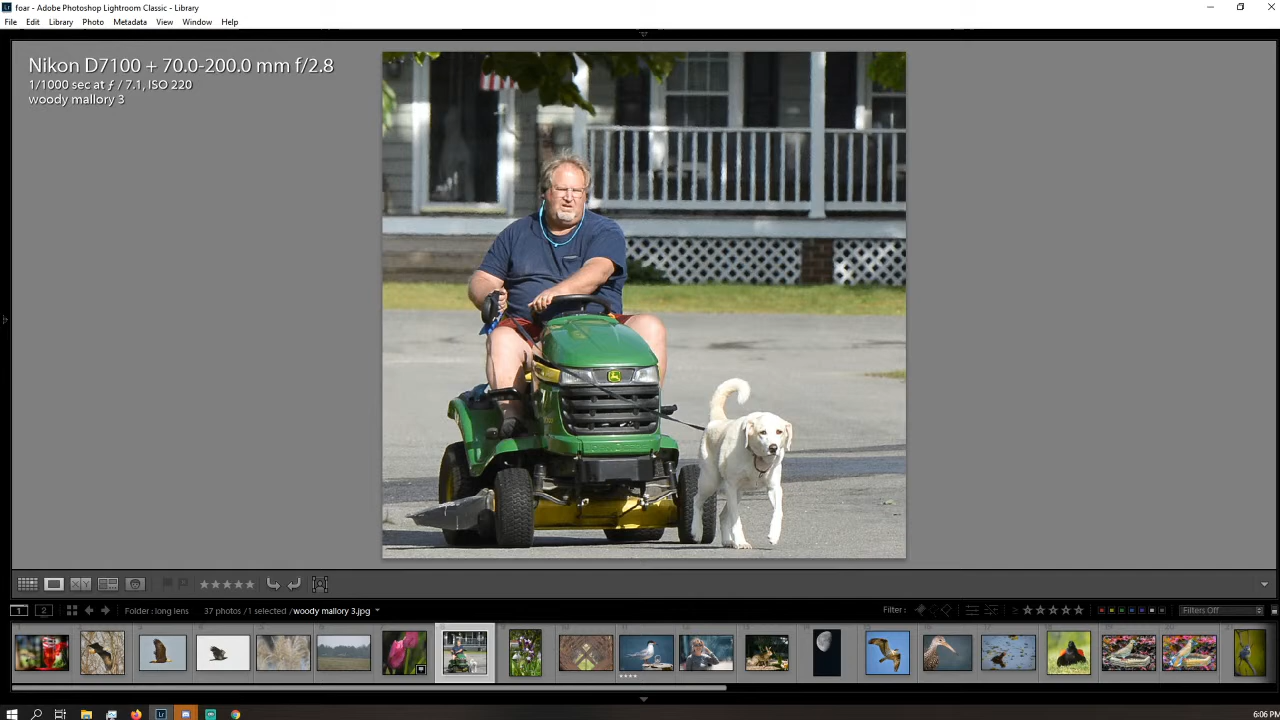 foar - Adobe Photoshop Lightroom Classic - Library
File Edit Library Photo Metadata View Window Help
Nikon D7100 + 70.0-200.0 mm f/2.8
1/1000 sec at ƒ / 7.1, ISO 220
woody mallory 3
1 2 Folder : long lens 37 photos / 1 selected / woody mallory 3.jpg Filter : Filters Off
6:06 PM